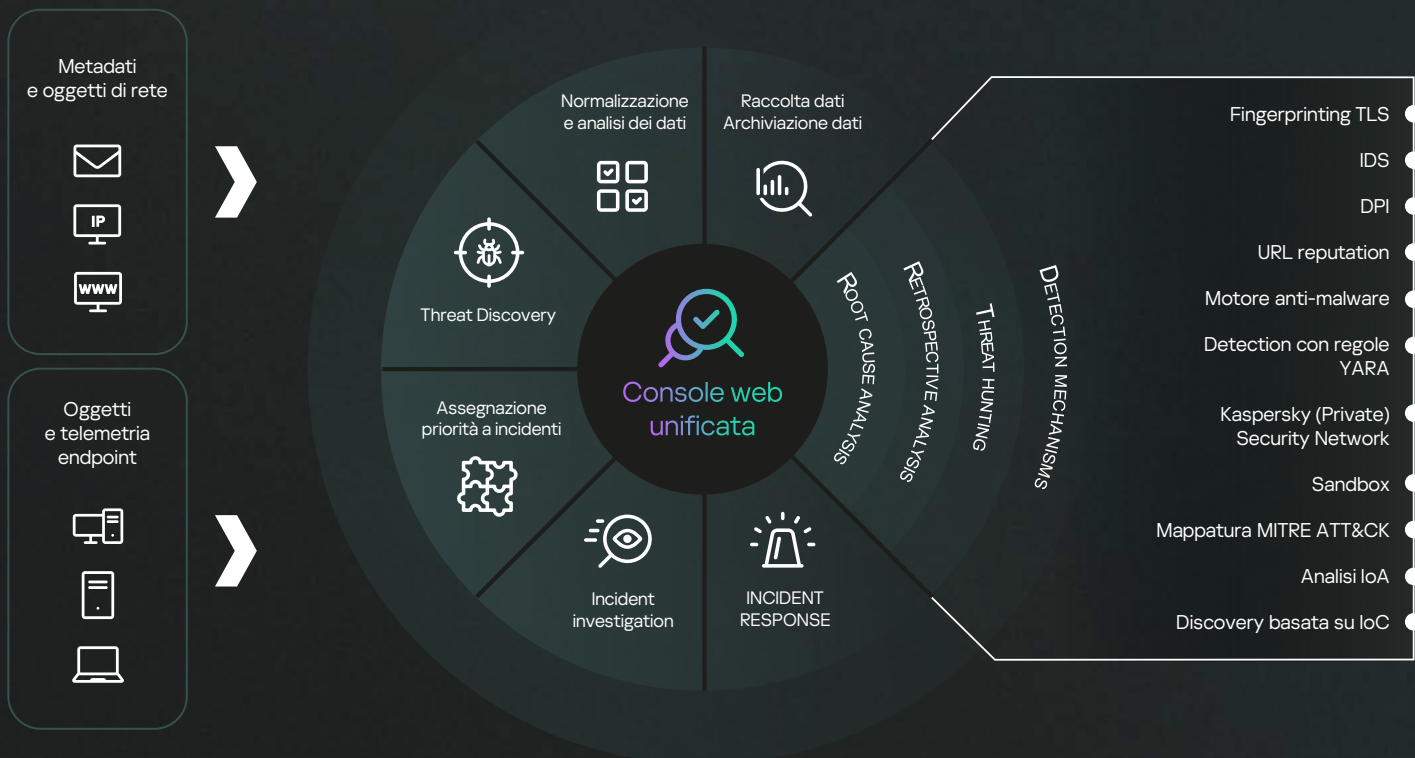 Metadati
e oggetti di rete
IP
WWW
Oggetti
e telemetria
endpoint
Normalizzazione
e analisi dei dati
Raccolta dati
Archiviazione dati
Threat Discovery
Assegnazione
priorità a incidenti
Incident
investigation
INCIDENT
RESPONSE
Console web
unificata
ROOT CAUSE ANALYSIS
RETROSPECTIVE ANALYSIS
THREAT HUNTING
DETECTION MECHANISMS
Fingerprinting TLS
IDS
DPI
URL reputation
Motore anti-malware
Detection con regole
YARA
Kaspersky (Private)
Security Network
Sandbox
Mappatura MITRE ATT&CK
Analisi IoA
Discovery basata su IoC